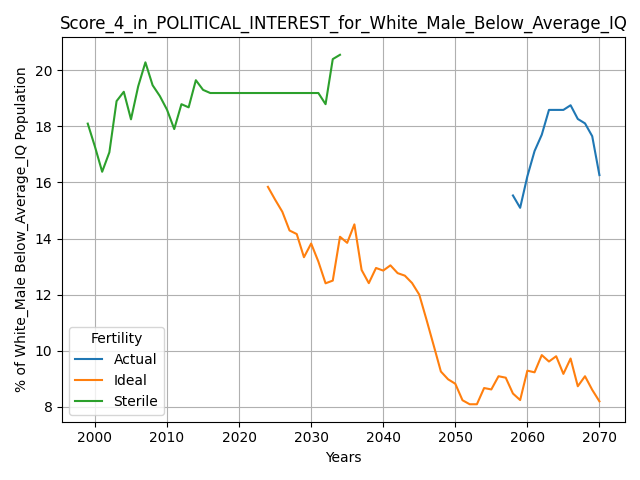 Score_4_in_POLITICAL_INTEREST_for_White_Male_Below_Average_IQ
% of White_Male Below_Average_IQ Population
20
18
16
14
12
10
8
Fertility
Actual
Ideal
Sterile
2000 2010 2020 2030 2040 2050 2060 2070
Years